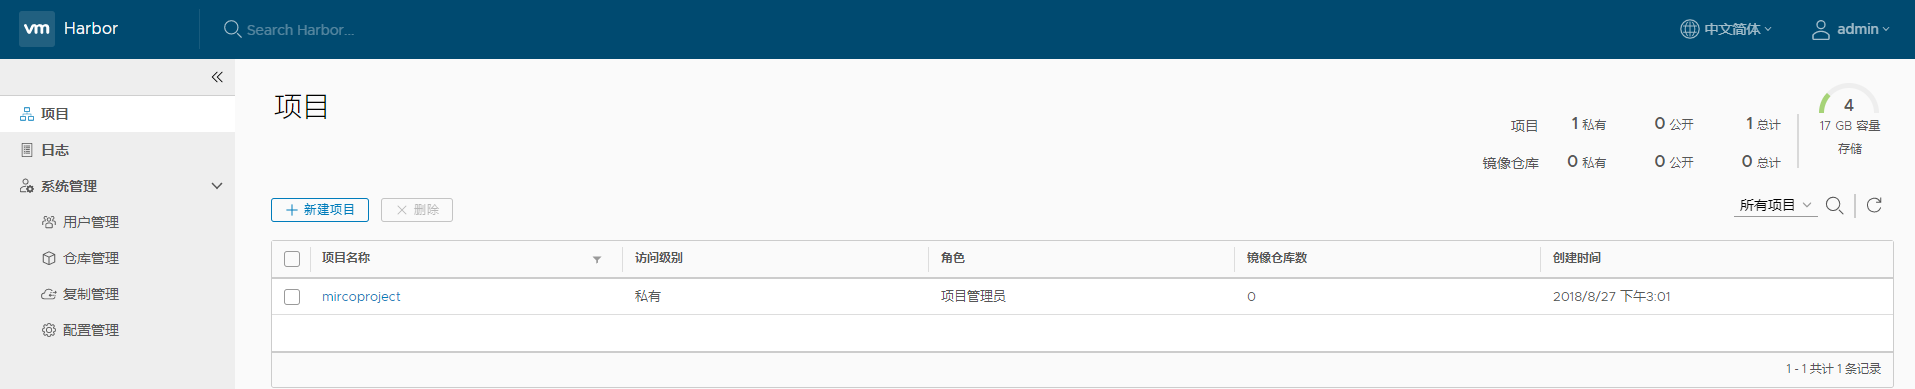 vm Harbor Search Harbor... 中文简体 admin
项目
日志
系统管理
用户管理
仓库管理
复制管理
配置管理
项目
项目 1 私有 0 公开 1 总计
镜像仓库 0 私有 0 公开 0 总计
4
17 GB 容量
存储
新建项目 删除 所有项目
项目名称 访问级别 角色 镜像仓库数 创建时间
mircoproject 私有 项目管理员 0 2018/8/27 下午3:01
1 - 1 共计 1 条记录